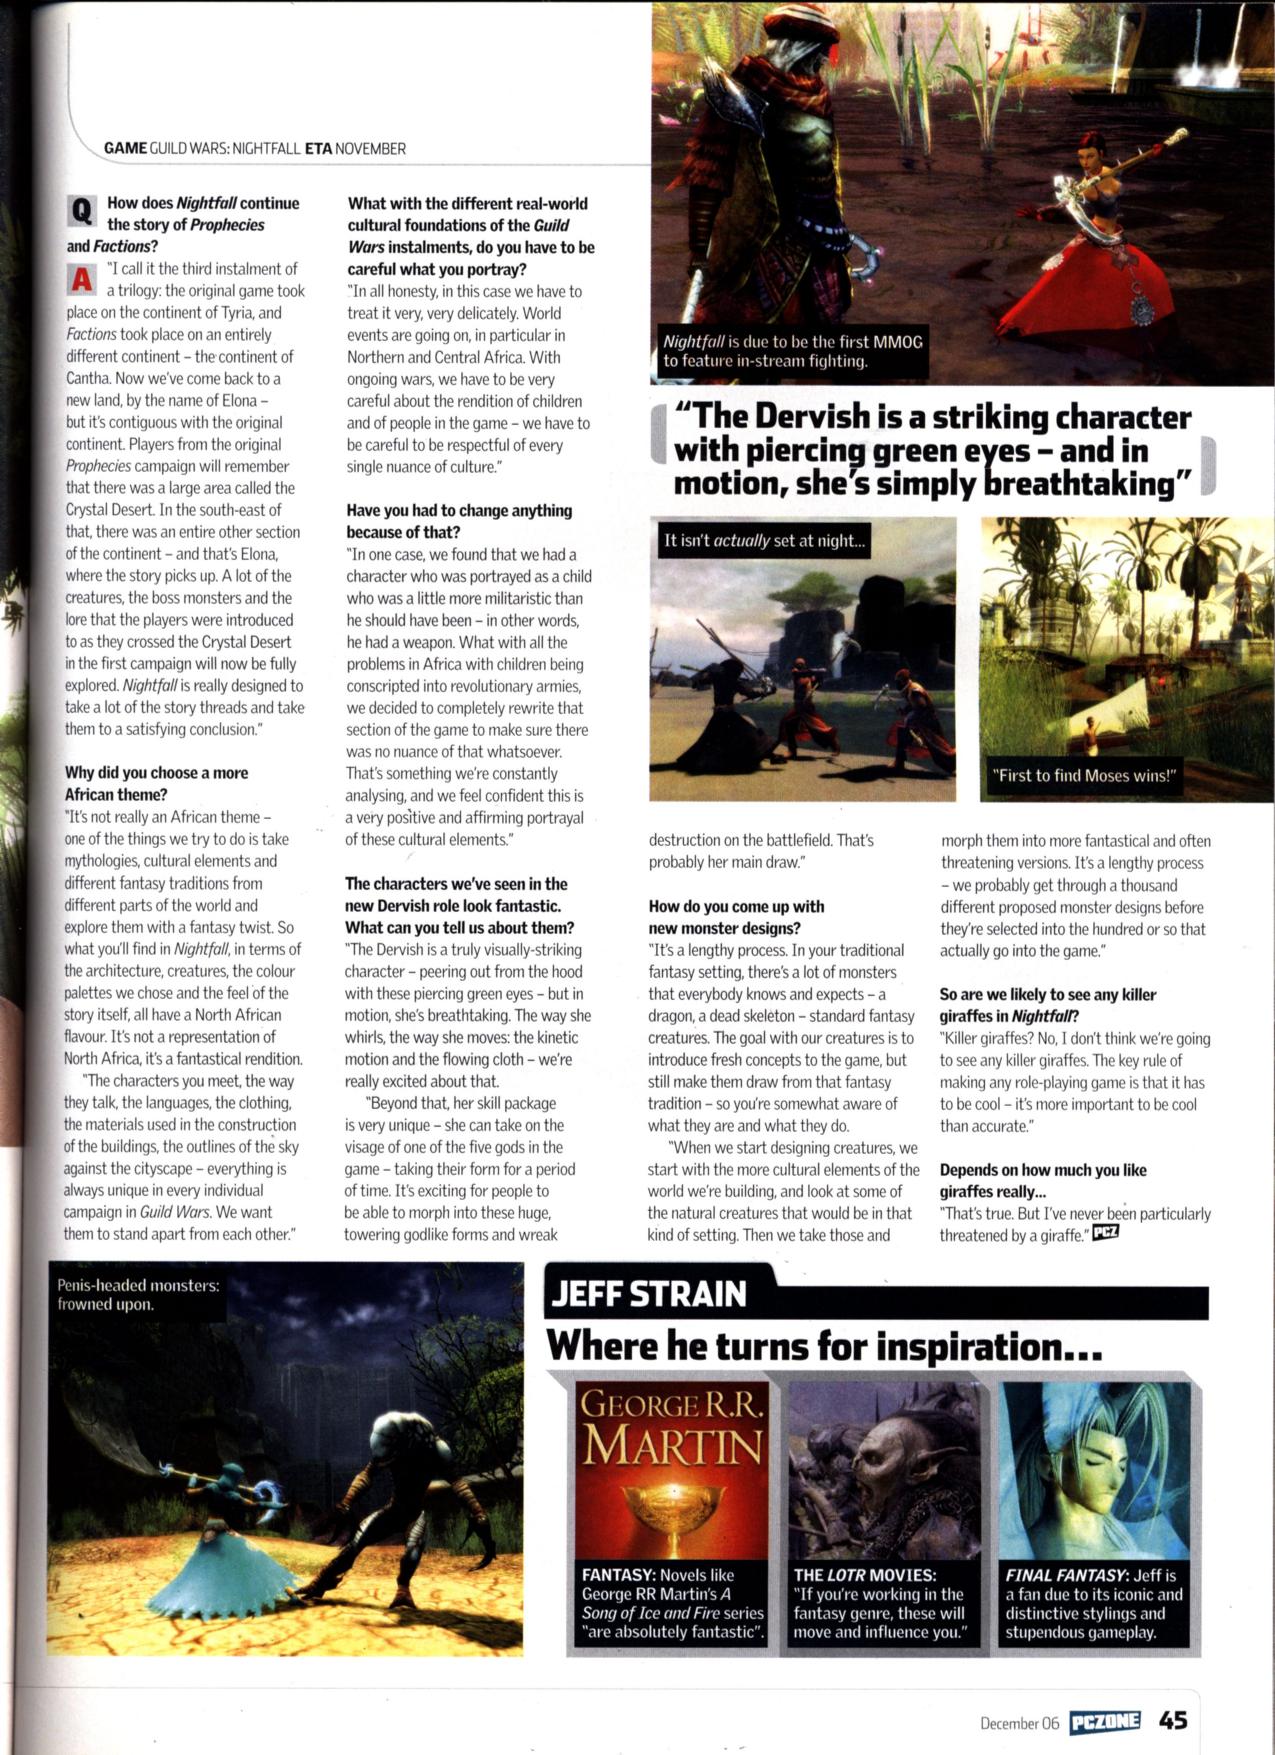 GAME GUILD WARS: NIGHTFALL ETA NOVEMBER
Q How does Nightfall continue
the story of Prophecies
and Factions?
A "I call it the third instalment of
a trilogy: the original game took
place on the continent of Tyria, and
Factions took place on an entirely
different continent – the continent of
Cantha. Now we've come back to a
new land, by the name of Elona –
but it's contiguous with the original
continent. Players from the original
Prophecies campaign will remember
that there was a large area called the
Crystal Desert. In the south-east of
that, there was an entire other section
of the continent – and that's Elona,
where the story picks up. A lot of the
creatures, the boss monsters and the
lore that the players were introduced
to as they crossed the Crystal Desert
in the first campaign will now be fully
explored. Nightfall is really designed to
take a lot of the story threads and take
them to a satisfying conclusion."
Why did you choose a more
African theme?
"It's not really an African theme –
one of the things we try to do is take
mythologies, cultural elements and
different fantasy traditions from
different parts of the world and
explore them with a fantasy twist. So
what you'll find in Nightfall, in terms of
the architecture, creatures, the colour
palettes we chose and the feel of the
story itself, all have a North African
flavour. It's not a representation of
North Africa, it's a fantastical rendition.
"The characters you meet, the way
they talk, the languages, the clothing,
the materials used in the construction
of the buildings, the outlines of the sky
against the cityscape – everything is
always unique in every individual
campaign in Guild Wars. We want
them to stand apart from each other."
What with the different real-world
cultural foundations of the Guild
Wars instalments, do you have to be
careful what you portray?
"In all honesty, in this case we have to
treat it very, very delicately. World
events are going on, in particular in
Northern and Central Africa. With
ongoing wars, we have to be very
careful about the rendition of children
and of people in the game – we have to
be careful to be respectful of every
single nuance of culture."
Have you had to change anything
because of that?
"In one case, we found that we had a
character who was portrayed as a child
who was a little more militaristic than
he should have been – in other words,
he had a weapon. What with all the
problems in Africa with children being
conscripted into revolutionary armies,
we decided to completely rewrite that
section of the game to make sure there
was no nuance of that whatsoever.
That's something we're constantly
analysing, and we feel confident this is
a very positive and affirming portrayal
of these cultural elements."
The characters we've seen in the
new Dervish role look fantastic.
What can you tell us about them?
"The Dervish is a truly visually-striking
character – peering out from the hood
with these piercing green eyes – but in
motion, she's breathtaking. The way she
whirls, the way she moves: the kinetic
motion and the flowing cloth – we're
really excited about that.
"Beyond that, her skill package
is very unique – she can take on the
visage of one of the five gods in the
game – taking their form for a period
of time. It's exciting for people to
be able to morph into these huge,
towering godlike forms and wreak
Nightfall is due to be the first MMOG
to feature in-stream fighting.
"The Dervish is a striking character
with piercing green eyes – and in
motion, she's simply breathtaking"
It isn't actually set at night...
"First to find Moses wins!"
destruction on the battlefield. That's
probably her main draw."
How do you come up with
new monster designs?
"It's a lengthy process. In your traditional
fantasy setting, there's a lot of monsters
that everybody knows and expects – a
dragon, a dead skeleton – standard fantasy
creatures. The goal with our creatures is to
introduce fresh concepts to the game, but
still make them draw from that fantasy
tradition – so you're somewhat aware of
what they are and what they do.
"When we start designing creatures, we
start with the more cultural elements of the
world we're building, and look at some of
the natural creatures that would be in that
kind of setting. Then we take those and
morph them into more fantastical and often
threatening versions. It's a lengthy process
– we probably get through a thousand
different proposed monster designs before
they're selected into the hundred or so that
actually go into the game."
So are we likely to see any killer
giraffes in Nightfall?
"Killer giraffes? No, I don't think we're going
to see any killer giraffes. The key rule of
making any role-playing game is that it has
to be cool – it's more important to be cool
than accurate."
Depends on how much you like
giraffes really...
"That's true. But I've never been particularly
threatened by a giraffe." PCZ
Penis-headed monsters:
frowned upon.
JEFF STRAIN
Where he turns for inspiration...
GEORGE R.R.
MARTIN
FANTASY: Novels like
George RR Martin's A
Song of Ice and Fire series
"are absolutely fantastic".
THE LOTR MOVIES:
"If you're working in the
fantasy genre, these will
move and influence you."
FINAL FANTASY: Jeff is
a fan due to its iconic and
distinctive stylings and
stupendous gameplay.
December 06 PCZONE 45